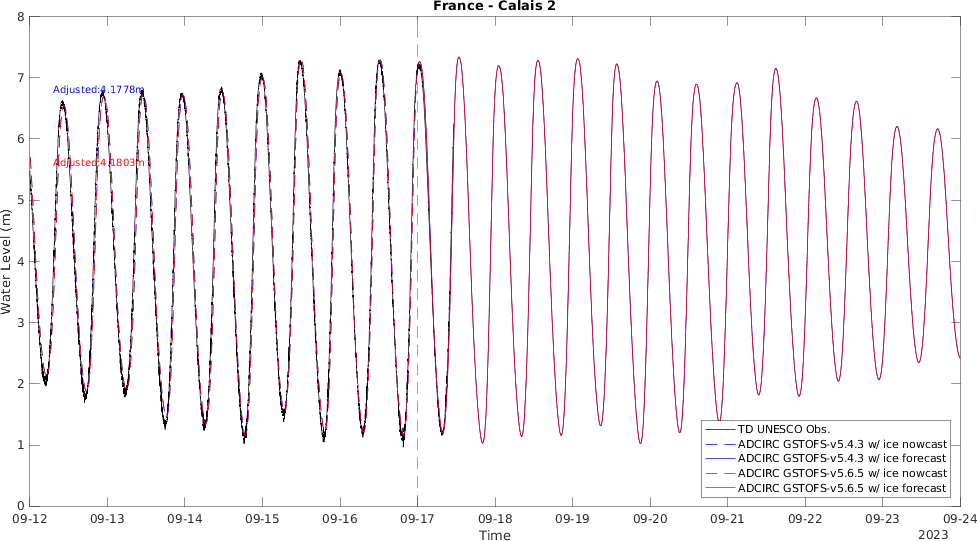 France - Calais 2
8
7
6
5
4
3
2
1
0
Water Level (m)
Adjusted:4.1778m
Adjusted:4.1803m
TD UNESCO Obs.
ADCIRC GSTOFS-v5.4.3 w/ ice nowcast
ADCIRC GSTOFS-v5.4.3 w/ ice forecast
ADCIRC GSTOFS-v5.6.5 w/ ice nowcast
ADCIRC GSTOFS-v5.6.5 w/ ice forecast
09-12 09-13 09-14 09-15 09-16 09-17 09-18 09-19 09-20 09-21 09-22 09-23 09-24
Time
2023